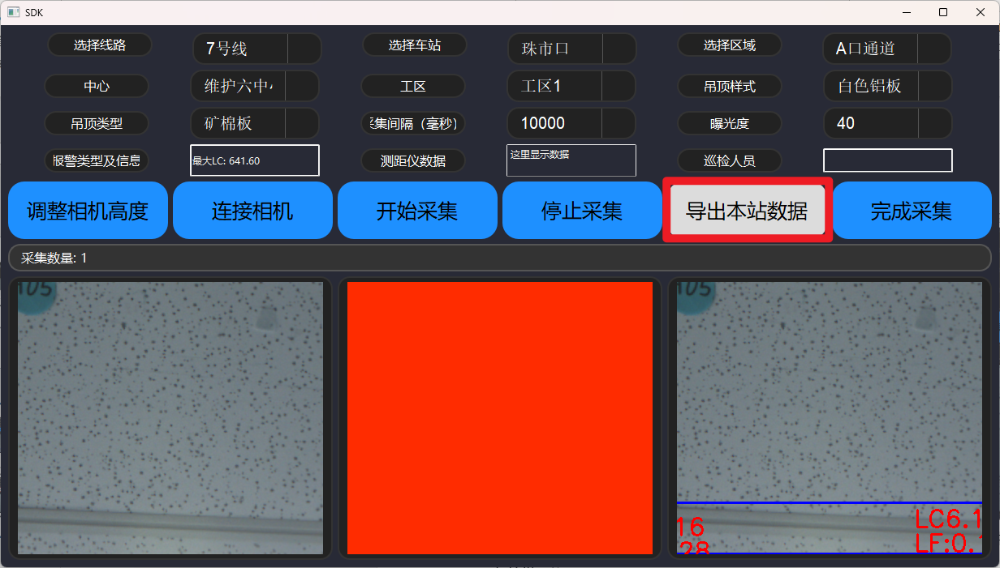 SDK
选择线路 7号线 选择车站 珠市口 选择区域 A口通道
中心 维护六中 工区 工区1 吊顶样式 白色铝板
吊顶类型 矿棉板 采集间隔（毫秒） 10000 曝光度 40
报警类型及信息 最大LC: 641.60 测距仪数据 这里显示数据 巡检人员
调整相机高度 连接相机 开始采集 停止采集 导出本站数据 完成采集
采集数量: 1
105 105
16 LC6.1
28 LF:0.